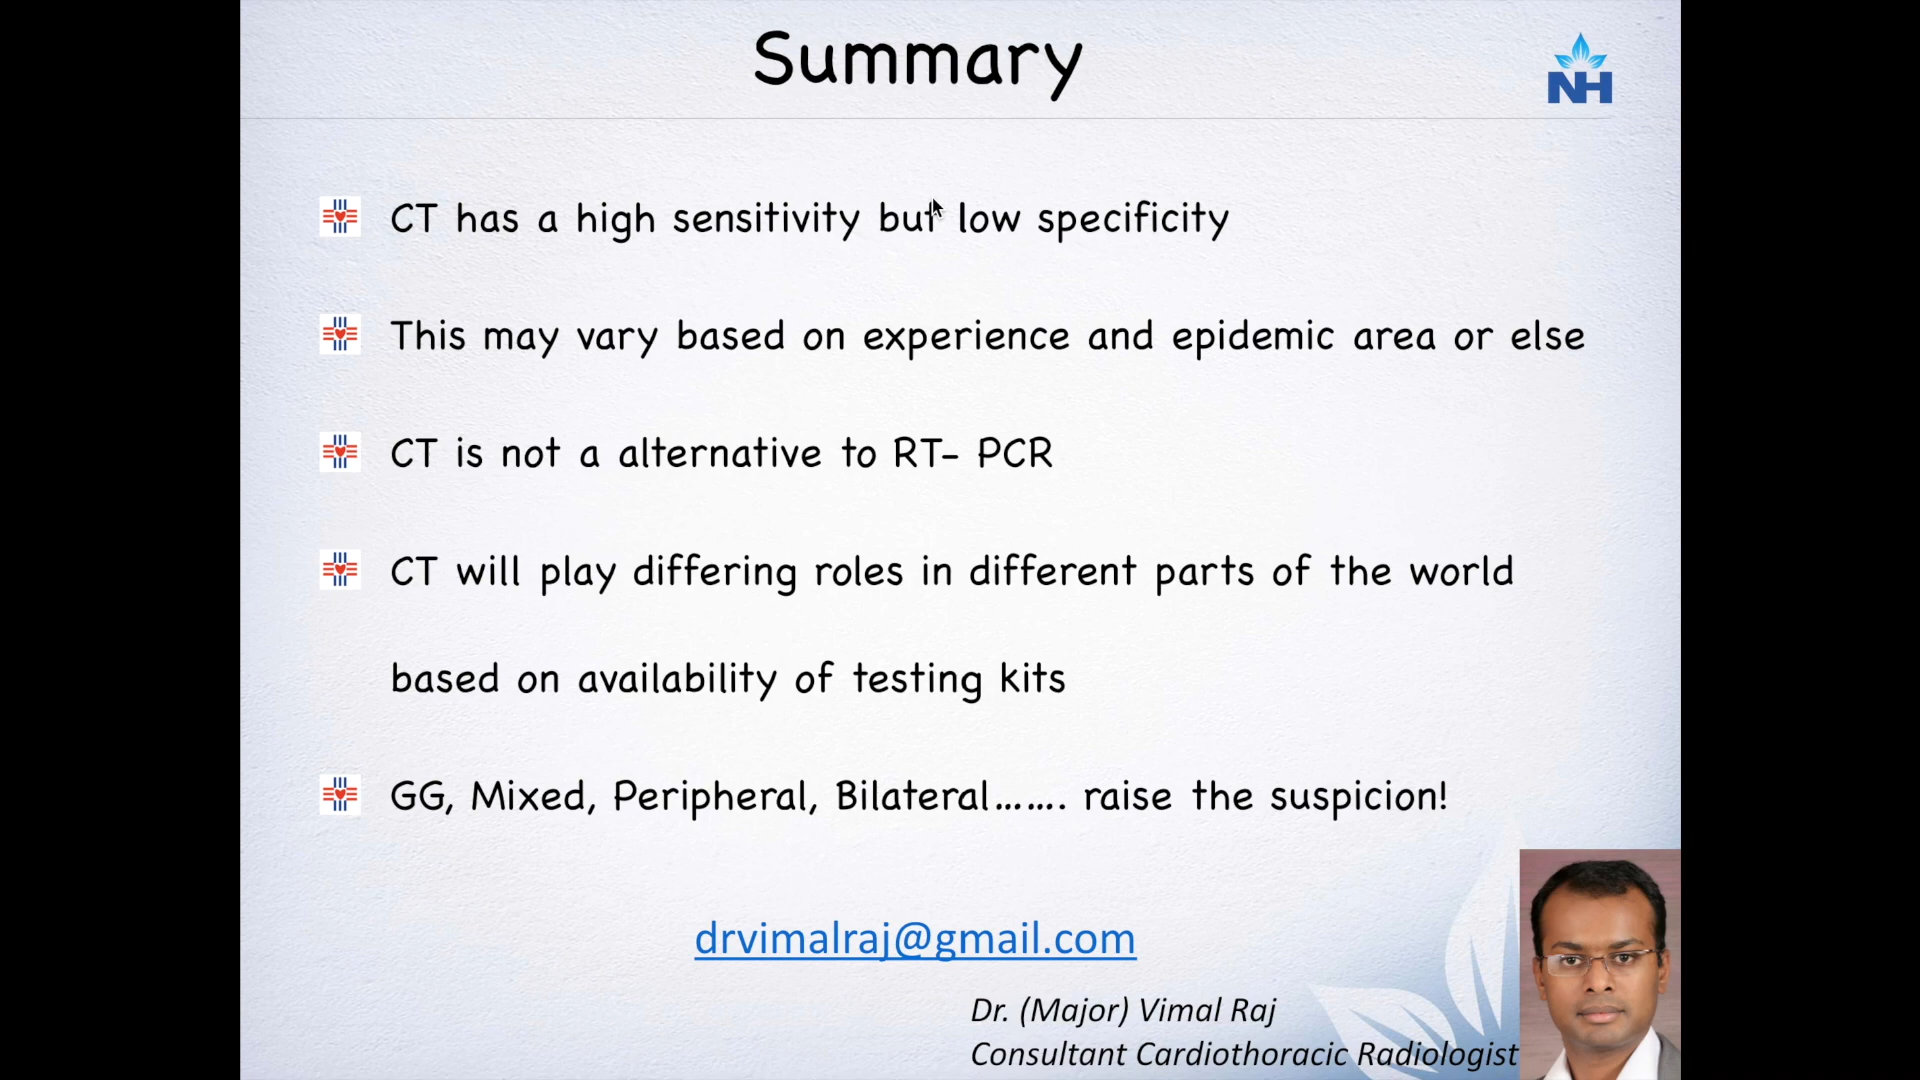 Summary
NH
CT has a high sensitivity but low specificity
This may vary based on experience and epidemic area or else
CT is not a alternative to RT- PCR
CT will play differing roles in different parts of the world
based on availability of testing kits
GG, Mixed, Peripheral, Bilateral....... raise the suspicion!
drvimalraj@gmail.com
Dr. (Major) Vimal Raj
Consultant Cardiothoracic Radiologist